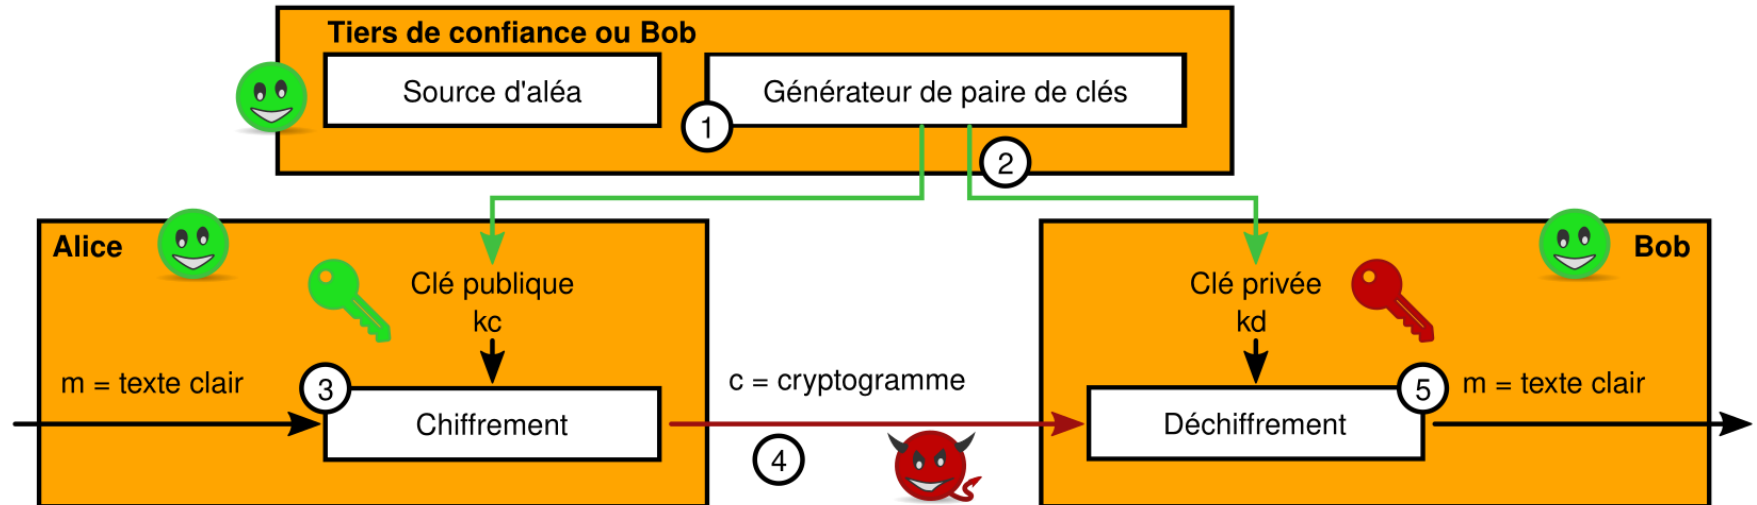 Tiers de confiance ou Bob
Source d'aléa
Générateur de paire de clés
1
2
Alice
Bob
Clé publique
kc
Clé privée
kd
m = texte clair
3
Chiffrement
c = cryptogramme
4
Déchiffrement
5
m = texte clair